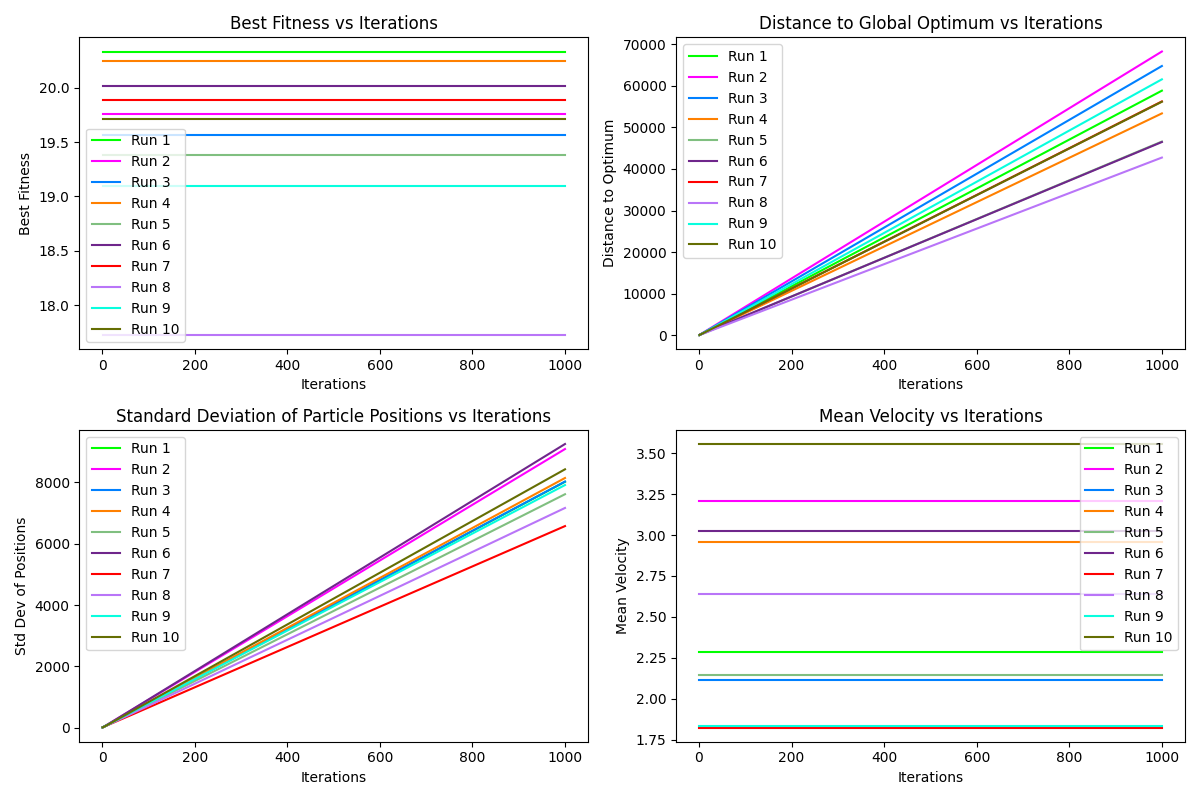 Best Fitness vs Iterations
Best Fitness
20.0
19.5
19.0
18.5
18.0
Run 1
Run 2
Run 3
Run 4
Run 5
Run 6
Run 7
Run 8
Run 9
Run 10
0 200 400 600 800 1000
Iterations
Distance to Global Optimum vs Iterations
Distance to Optimum
70000
60000
50000
40000
30000
20000
10000
0
Run 1
Run 2
Run 3
Run 4
Run 5
Run 6
Run 7
Run 8
Run 9
Run 10
0 200 400 600 800 1000
Iterations
Standard Deviation of Particle Positions vs Iterations
Std Dev of Positions
8000
6000
4000
2000
0
Run 1
Run 2
Run 3
Run 4
Run 5
Run 6
Run 7
Run 8
Run 9
Run 10
0 200 400 600 800 1000
Iterations
Mean Velocity vs Iterations
Mean Velocity
3.50
3.25
3.00
2.75
2.50
2.25
2.00
1.75
Run 1
Run 2
Run 3
Run 4
Run 5
Run 6
Run 7
Run 8
Run 9
Run 10
0 200 400 600 800 1000
Iterations